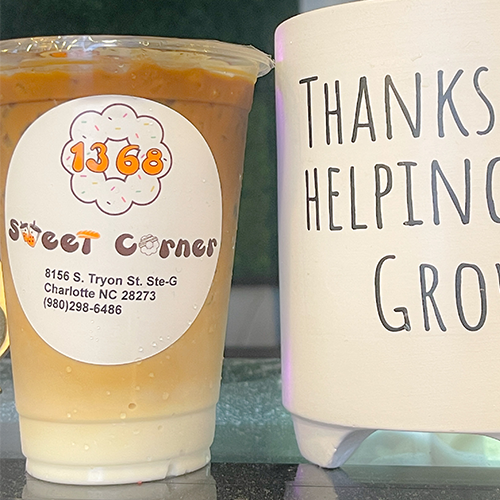 1368
Sweet Corner
8156 S. Tryon St. Ste-G
Charlotte NC 28273
(980)298-6486
THANKS
HELPING
GROW